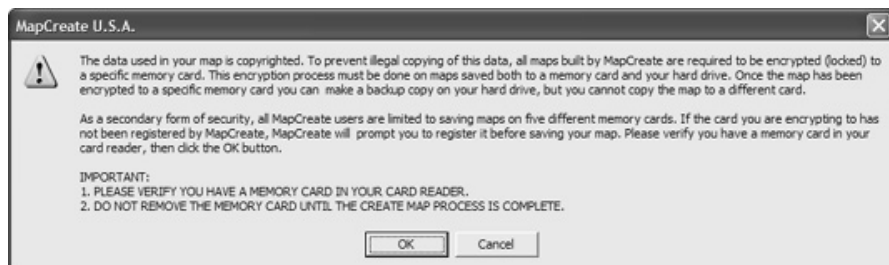 MapCreate U.S.A.
The data used in your map is copyrighted. To prevent illegal copying of this data, all maps built by MapCreate are required to be encrypted (locked) to
a specific memory card. This encryption process must be done on maps saved both to a memory card and your hard drive. Once the map has been
encrypted to a specific memory card you can make a backup copy on your hard drive, but you cannot copy the map to a different card.
As a secondary form of security, all MapCreate users are limited to saving maps on five different memory cards. If the card you are encrypting to has
not been registered by MapCreate, MapCreate will prompt you to register it before saving your map. Please verify you have a memory card in your
card reader, then click the OK button.
IMPORTANT:
1. PLEASE VERIFY YOU HAVE A MEMORY CARD IN YOUR CARD READER.
2. DO NOT REMOVE THE MEMORY CARD UNTIL THE CREATE MAP PROCESS IS COMPLETE.
OK Cancel